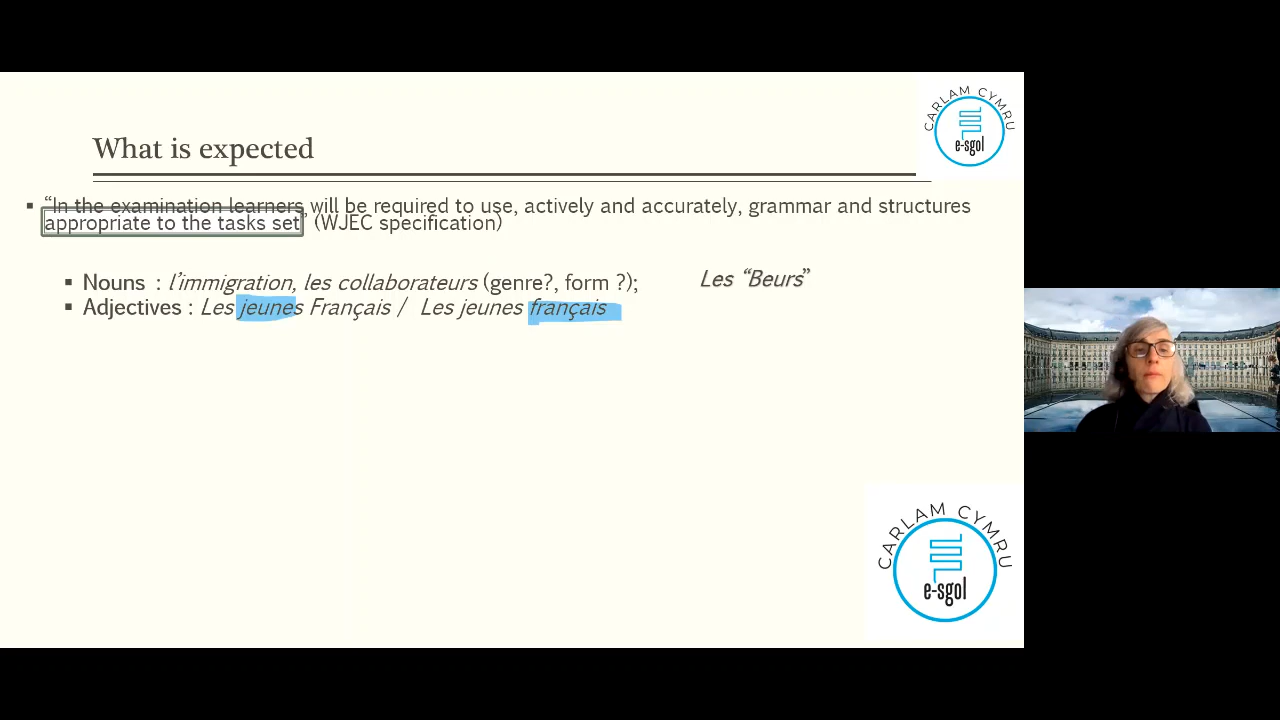 CARLAM CYMRU
e-sgol
What is expected
▪ “In the examination learners will be required to use, actively and accurately, grammar and structures
appropriate to the tasks set” (WJEC specification)
▪ Nouns : l’immigration, les collaborateurs (genre?, form ?); Les “Beurs”
▪ Adjectives : Les jeunes Français / Les jeunes français
CARLAM CYMRU
e-sgol